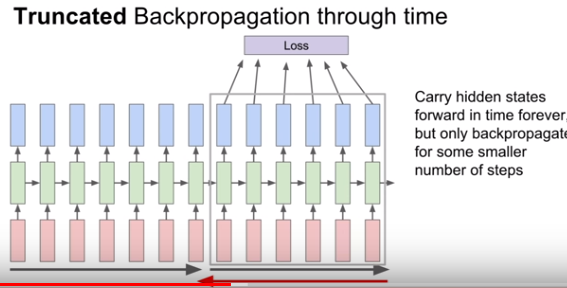 Truncated Backpropagation through time
Loss
Carry hidden states
forward in time forever,
but only backpropagate
for some smaller
number of steps